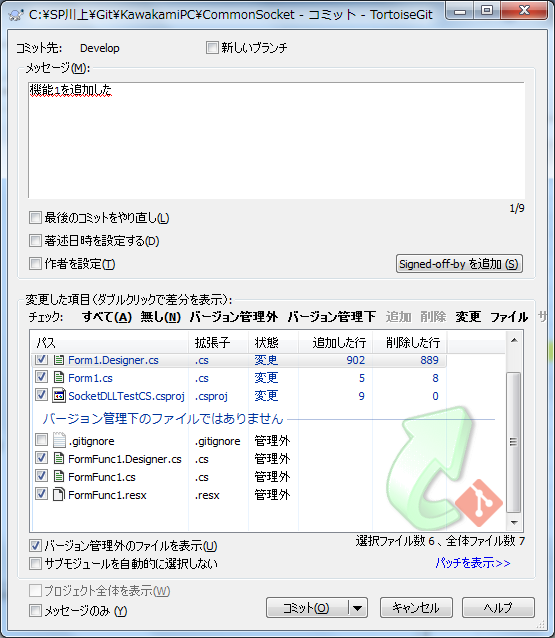 C:¥SP川上¥Git¥KawakamiPC¥CommonSocket - コミット - TortoiseGit
コミット先: Develop 新しいブランチ
メッセージ(M):
機能1を追加した
1/9
最後のコミットをやり直し(L)
著述日時を設定する(D)
作者を設定(T)
Signed-off-by を追加 (S)
変更した項目(ダブルクリックで差分を表示):
チェック: すべて(A) 無し(N) バージョン管理外 バージョン管理下 追加 削除 変更 ファイル サ
パス 拡張子 状態 追加した行 削除した行
Form1.Designer.cs .cs 変更 902 889
Form1.cs .cs 変更 5 8
SocketDLLTestCS.csproj .csproj 変更 9 0
バージョン管理下のファイルではありません
.gitignore .gitignore 管理外
FormFunc1.Designer.cs .cs 管理外
FormFunc1.cs .cs 管理外
FormFunc1.resx .resx 管理外
バージョン管理外のファイルを表示(U) 選択ファイル数 6 、全体ファイル数 7
サブモジュールを自動的に選択しない パッチを表示>>
プロジェクト全体を表示(W)
メッセージのみ (Y) コミット(O) キャンセル ヘルプ